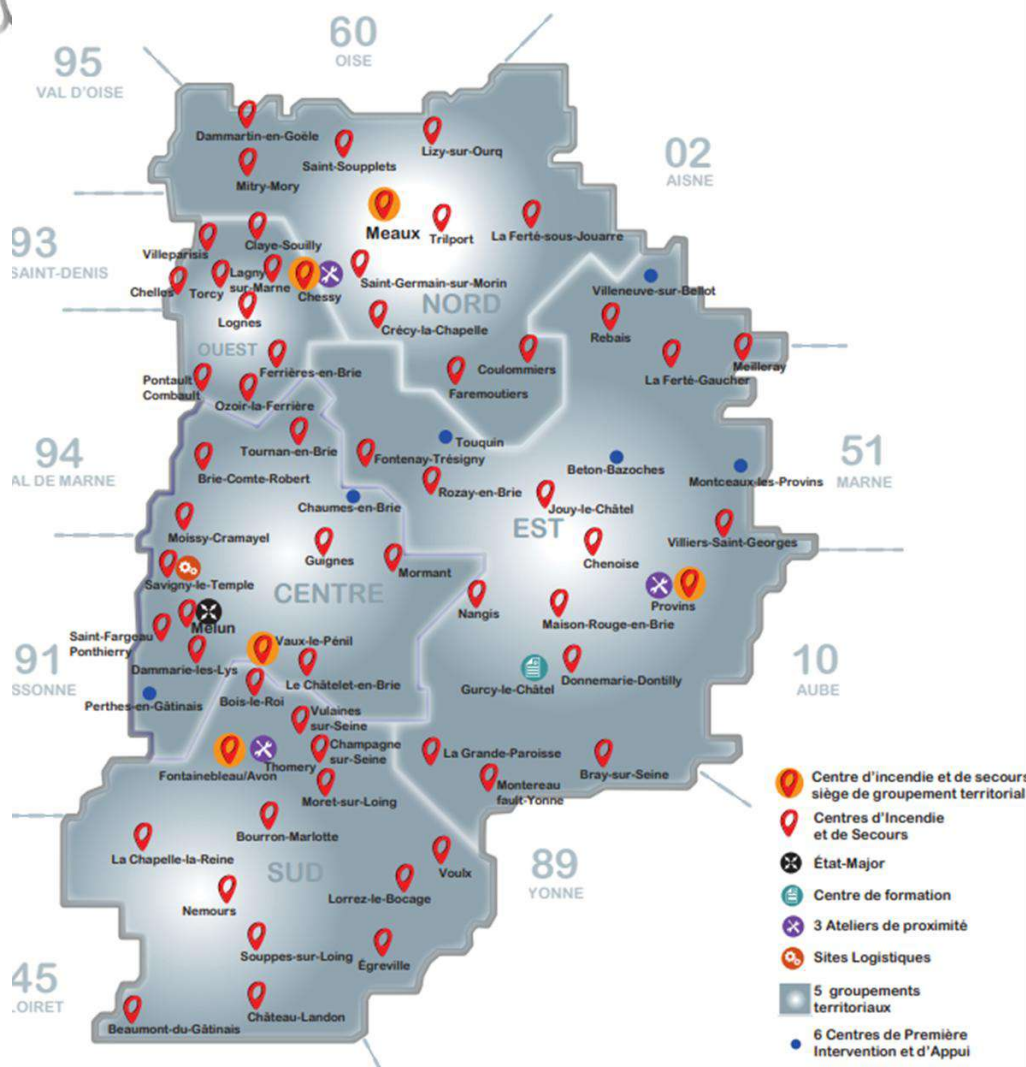 60
OISE
95
VAL D'OISE
Dammartin-en-Goële
Saint-Soupplets
Lizy-sur-Ourq
02
AISNE
Mitry-Mory
Meaux
Trilport
La Ferté-sous-Jouarre
93
SAINT-DENIS
Villeparisis
Claye-Souilly
Chelles
Torcy
Lagny
sur-Marne
Chessy
Saint-Germain-sur-Morin
Villeneuve-sur-Bellot
NORD
Lognes
Crécy-la-Chapelle
Rebais
OUEST
Ferrières-en-Brie
Coulommiers
La Ferté-Gaucher
Meilleray
Pontault
Combault
Ozoir-la-Ferrière
Faremoutiers
94
AL DE MARNE
Tournan-en-Brie
Touquin
Fontenay-Trésigny
Brie-Comte-Robert
Beton-Bazoches
51
MARNE
Montceaux-les-Provins
Rozay-en-Brie
Chaumes-en-Brie
Jouy-le-Châtel
EST
Moissy-Cramayel
Villiers-Saint-Georges
Guignes
Mormant
Chenoise
Savigny-le-Temple
CENTRE
Nangis
Provins
Maison-Rouge-en-Brie
Melun
Saint-Fargeau
Ponthierry
Vaux-le-Pénil
91
SSONNE
Dammarie-les-Lys
Le Châtelet-en-Brie
Gurcy-le-Châtel
Donnemarie-Dontilly
10
AUBE
Perthes-en-Gâtinais
Bois-le-Roi
Vulaines
sur-Seine
Champagne
sur-Seine
La Grande-Paroisse
Fontainebleau/Avon
Thomery
Bray-sur-Seine
Montereau
fault-Yonne
Moret-sur-Loing
Bourron-Marlotte
La Chapelle-la-Reine
SUD
Voulx
89
YONNE
Lorrez-le-Bocage
Nemours
Souppes-sur-Loing
Égreville
45
LOIRET
Château-Landon
Beaumont-du-Gâtinais
Centre d'incendie et de secours
siège de groupement territorial
Centres d'Incendie
et de Secours
État-Major
Centre de formation
3 Ateliers de proximité
Sites Logistiques
5 groupements
territoriaux
6 Centres de Première
Intervention et d'Appui